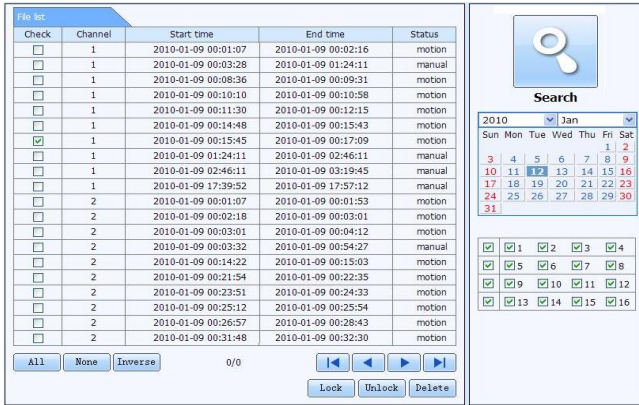 File list
Check Channel Start time End time Status
1 2010-01-09 00:01:07 2010-01-09 00:02:16 motion
1 2010-01-09 00:03:28 2010-01-09 01:24:11 manual
1 2010-01-09 00:08:36 2010-01-09 00:09:31 motion
1 2010-01-09 00:10:10 2010-01-09 00:10:58 motion
1 2010-01-09 00:11:30 2010-01-09 00:12:15 motion
1 2010-01-09 00:14:48 2010-01-09 00:15:43 motion
1 2010-01-09 00:15:45 2010-01-09 00:17:09 motion
1 2010-01-09 01:24:11 2010-01-09 02:46:11 manual
1 2010-01-09 02:46:11 2010-01-09 03:19:45 manual
1 2010-01-09 17:39:52 2010-01-09 17:57:12 manual
2 2010-01-09 00:01:07 2010-01-09 00:01:53 motion
2 2010-01-09 00:02:18 2010-01-09 00:03:01 motion
2 2010-01-09 00:03:01 2010-01-09 00:04:12 motion
2 2010-01-09 00:03:32 2010-01-09 00:54:27 manual
2 2010-01-09 00:14:22 2010-01-09 00:15:03 motion
2 2010-01-09 00:21:54 2010-01-09 00:22:35 motion
2 2010-01-09 00:23:51 2010-01-09 00:24:33 motion
2 2010-01-09 00:25:12 2010-01-09 00:25:54 motion
2 2010-01-09 00:26:57 2010-01-09 00:28:43 motion
2 2010-01-09 00:31:48 2010-01-09 00:32:30 motion
All None Inverse 0/0
Lock Unlock Delete
Search
2010 Jan
Sun Mon Tue Wed Thu Fri Sat
1 2
3 4 5 6 7 8 9
10 11 12 13 14 15 16
17 18 19 20 21 22 23
24 25 26 27 28 29 30
31
1 2 3 4
5 6 7 8
9 10 11 12
13 14 15 16